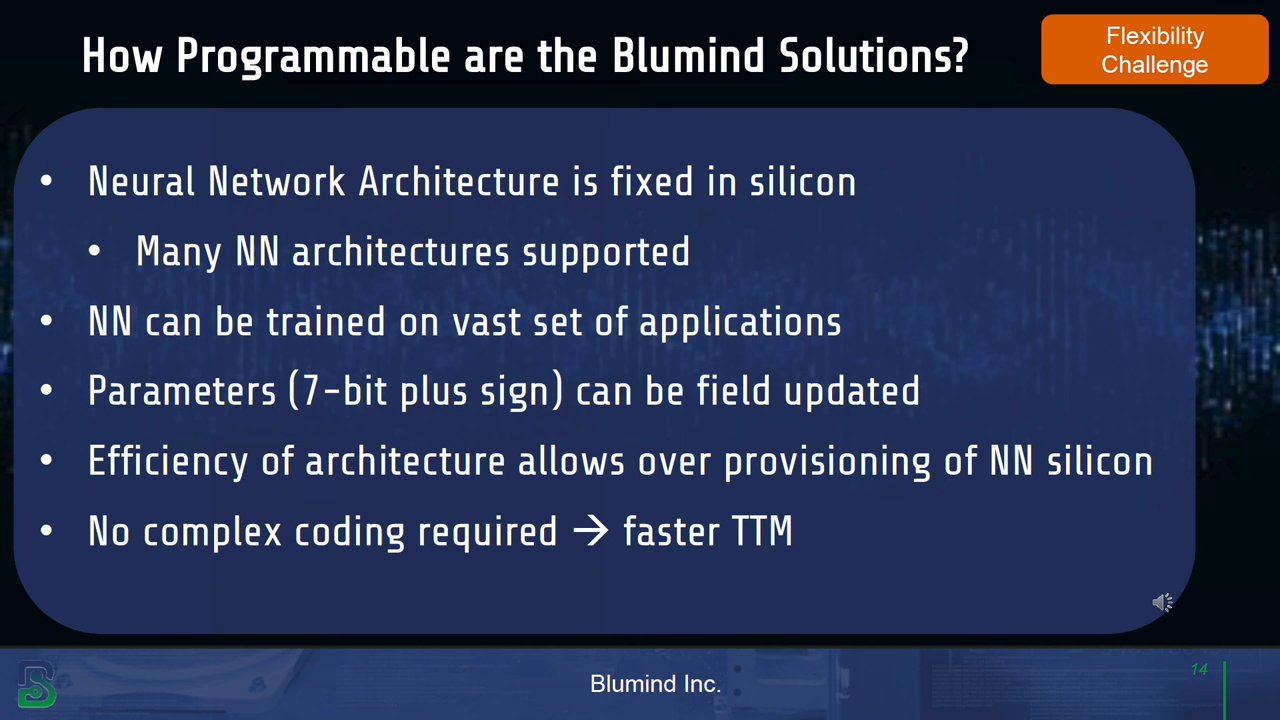 How Programmable are the Blumind Solutions?
Flexibility
Challenge
• Neural Network Architecture is fixed in silicon
• Many NN architectures supported
• NN can be trained on vast set of applications
• Parameters (7-bit plus sign) can be field updated
• Efficiency of architecture allows over provisioning of NN silicon
• No complex coding required → faster TTM
Blumind Inc.
14